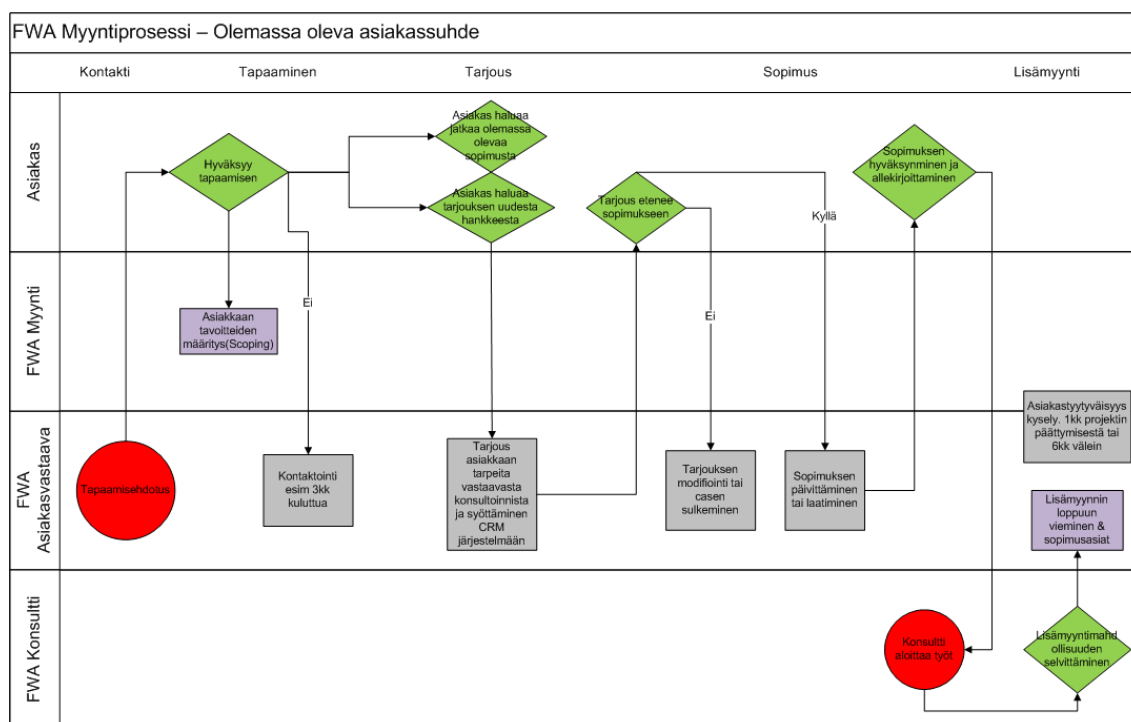 FWA Myyntiprosessi – Olemassa oleva asiakassuhde
Kontakti
Tapaaminen
Tarjous
Sopimus
Lisämyynti
Asiakas
Hyväksyy
tapaamisen
Asiakas haluaa
jatkaa olemassa
olevaa
sopimusta
Asiakas haluaa
tarjouksen uudesta
hankkeesta
Tarjous etenee
sopimukseen
Kyllä
Sopimuksen
hyväksynminen ja
allekirjoittaminen
FWA Myynti
Asiakkaan
tavoitteiden
määritys(Scoping)
Ei
Ei
FWA
Asiakasvastaava
Tapaamisehdotus
Kontaktointi
esim 3kk
kuluttua
Tarjous
asiakkaan
tarpeita
vastaavasta
konsultoinnista
ja syöttäminen
CRM
järjestelmään
Tarjouksen
modifiointi tai
casen
sulkeminen
Sopimuksen
päivittäminen
tai laatiminen
Asiakastyytyväisyys
kysely. 1kk projektin
päättymisestä tai
6kk välein
Lisämyynnin
loppuun
vieminen &
sopimusasiat
FWA Konsultti
Konsultti
aloittaa työt
Lisämyyntimahd
ollisuuden
selvittäminen